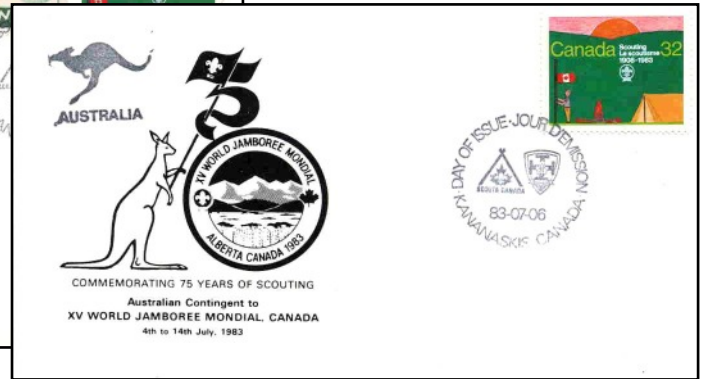 AUSTRALIA
5
XV WORLD JAMBOREE MONDIAL
ALBERTA CANADA 1983
COMMEMORATING 75 YEARS OF SCOUTING
Australian Contingent to
XV WORLD JAMBOREE MONDIAL, CANADA
4th to 14th July, 1983
Canada
Scouting
Le scoutisme
1908-1983
32
DAY OF ISSUE·JOUR D'EMISSION
SCOUTS CANADA
83-07-06
KANANASKIS CANADA